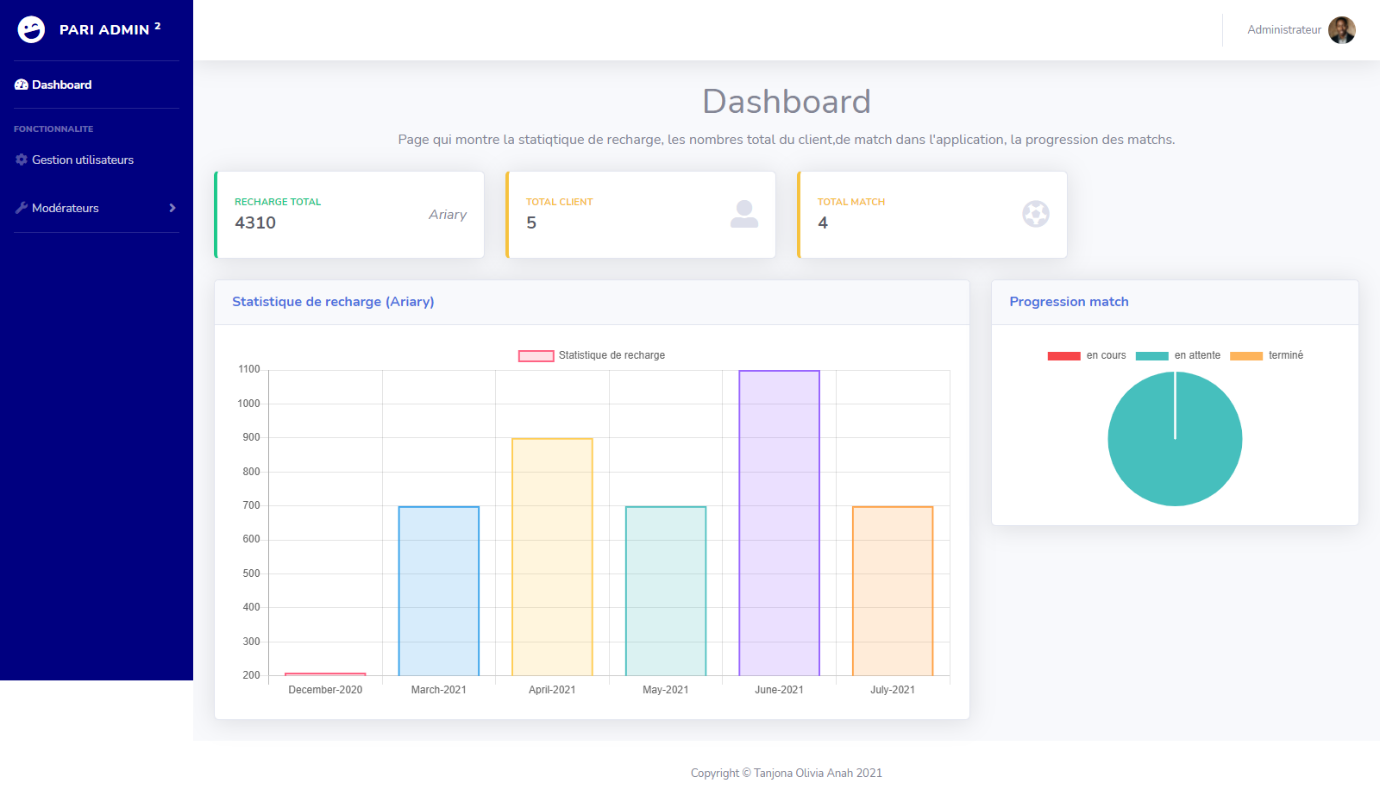 PARI ADMIN 2
Administrateur
Dashboard
FONCTIONNALITE
Gestion utilisateurs
Modérateurs
Dashboard
Page qui montre la statiqtique de recharge, les nombres total du client,de match dans l'application, la progression des matchs.
RECHARGE TOTAL
4310
Ariary
TOTAL CLIENT
5
TOTAL MATCH
4
Statistique de recharge (Ariary)
Statistique de recharge
1100
1000
900
800
700
600
500
400
300
200
December-2020 March-2021 April-2021 May-2021 June-2021 July-2021
Progression match
en cours en attente terminé
Copyright © Tanjona Olivia Anah 2021